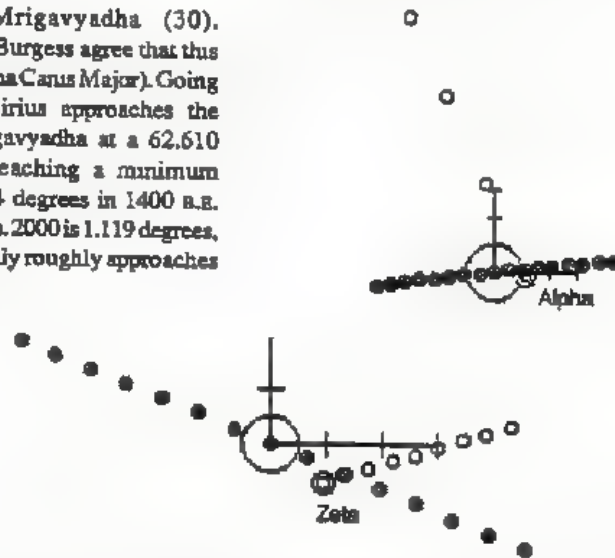 Mrigavyadha (30).
Burgess agree that thus
na Canus Major). Going
irius approaches the
gavyadha at a 62.610
eaching a minimum
4 degrees in 1400 B.E.
. 2000 is 1.119 degrees,
ly roughly approaches
Alpha
Zeta